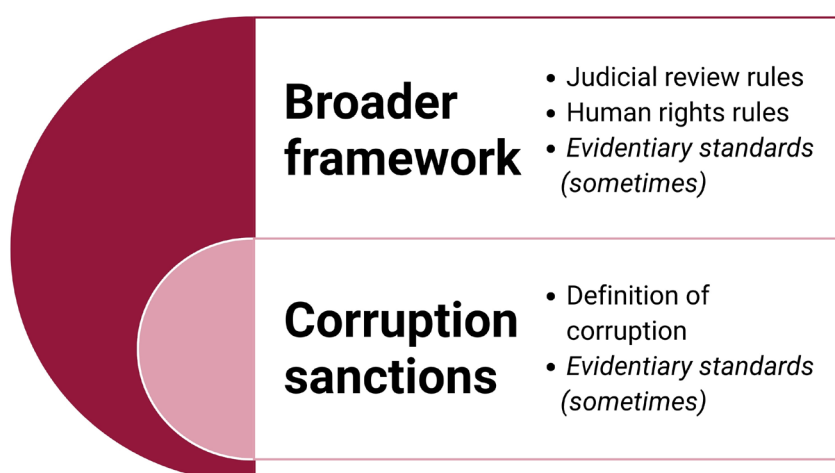 Broader
framework
• Judicial review rules
• Human rights rules
• Evidentiary standards
(sometimes)
Corruption
sanctions
• Definition of
corruption
• Evidentiary standards
(sometimes)